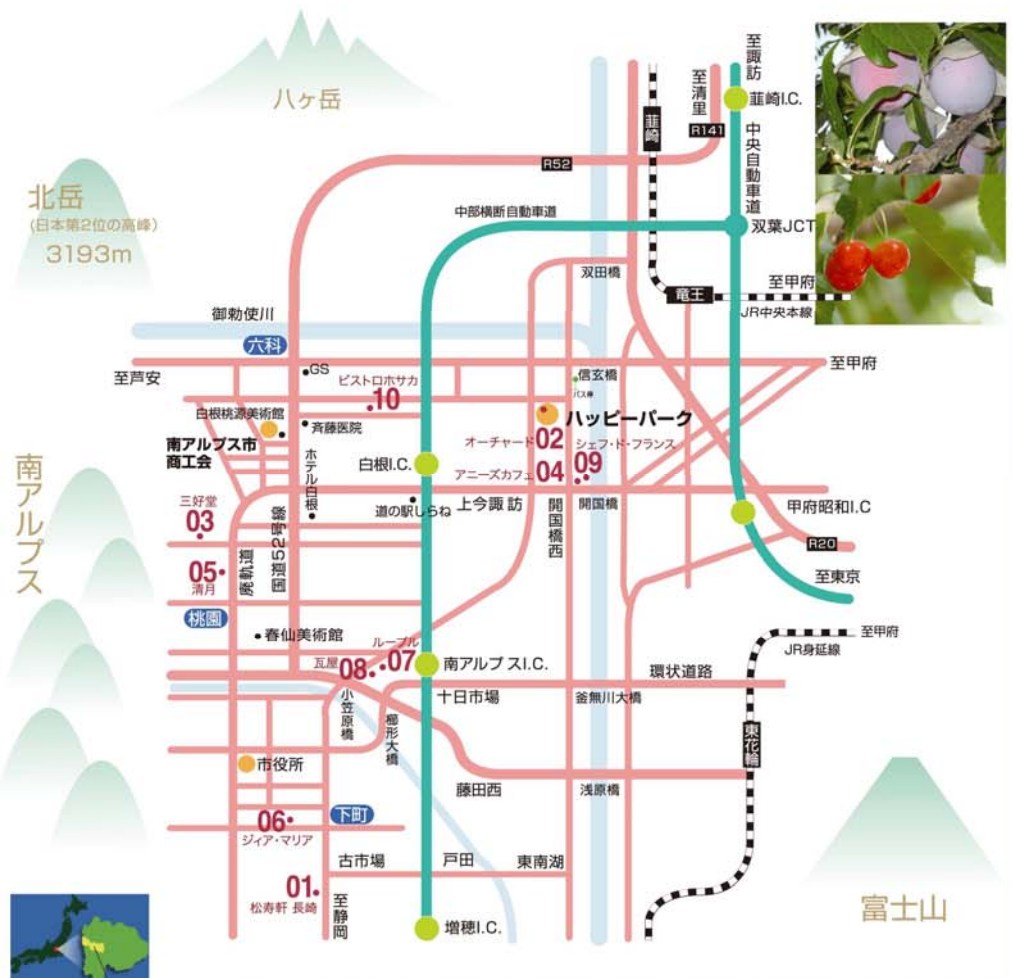 八ヶ岳
至諏訪
韮崎I.C.
至清里
R141
韮崎
R52
中央自動車道
北岳
(日本第2位の高峰)
3193m
中部横断自動車道
双葉JCT
双田橋
竜王
至甲府
JR中央本線
御勅使川
六科
至芦安
GS
ビストロホサカ
10
信玄橋
バス停
至甲府
白根桃源美術館
斉藤医院
ハッピーパーク
南アルプス市
商工会
オーチャード
02
シェフ・ド・フランス
09
アニーズカフェ
04
白根I.C.
ホテル白根
道の駅しらね
上今諏訪
開国橋西
開国橋
甲府昭和I.C
R20
南アルプス
三好堂
03
国道52号線
廃軌道
05
清月
至東京
桃園
春仙美術館
ループル
07
瓦屋
08
南アルプスI.C.
至甲府
JR身延線
環状道路
十日市場
釜無川大橋
小笠原橋
櫛形大橋
東花輪
市役所
藤田西
浅原橋
06
ジィア・マリア
下町
古市場
戸田
東南湖
01
松寿軒 長崎
至静岡
増穂I.C.
富士山